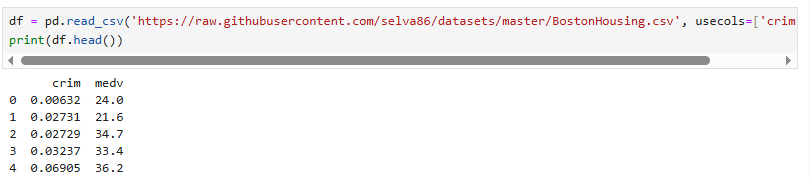 df = pd.read_csv('https://raw.githubusercontent.com/selva86/datasets/master/BostonHousing.csv', usecols=['crim
print(df.head())
crim medv
0 0.00632 24.0
1 0.02731 21.6
2 0.02729 34.7
3 0.03237 33.4
4 0.06905 36.2